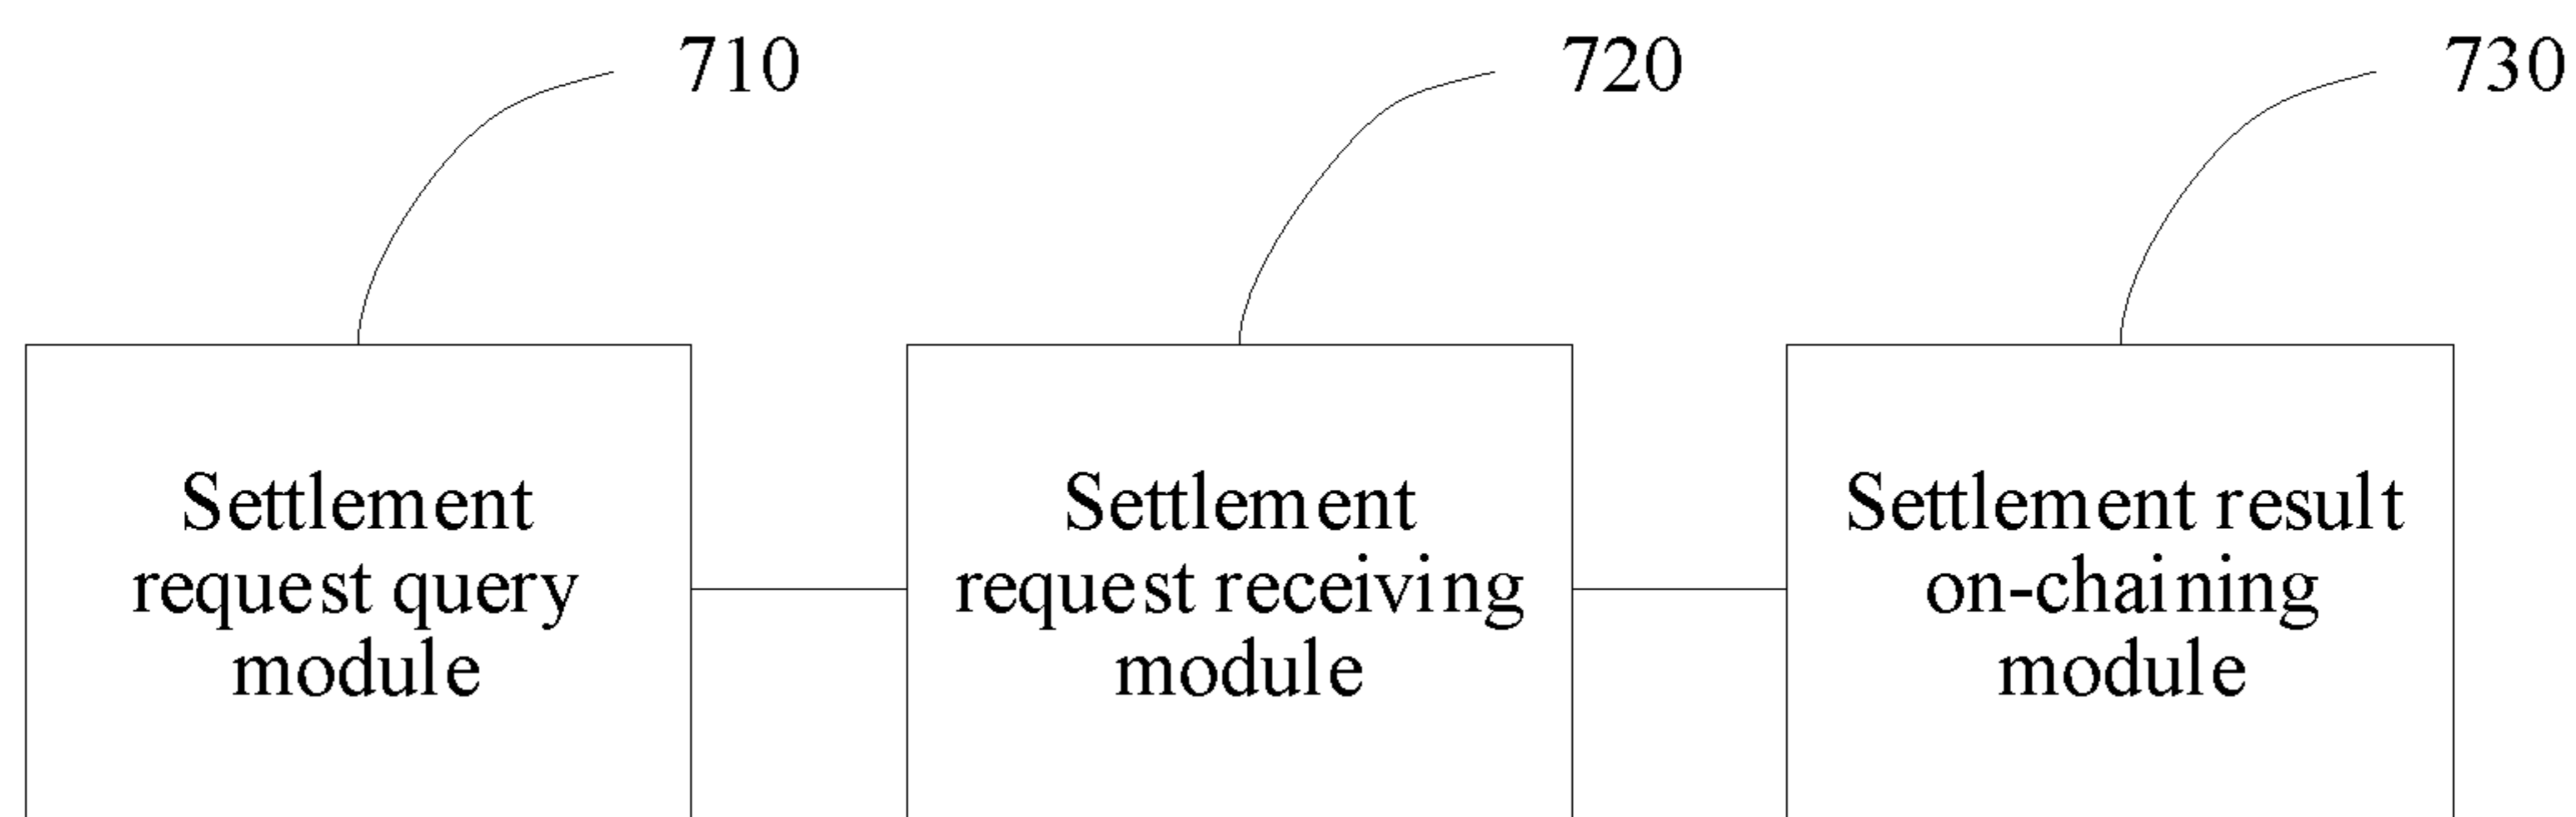 710
720
730
Settlement
request query
module
Settlement
request receiving
module
Settlement result
on-chaining
module